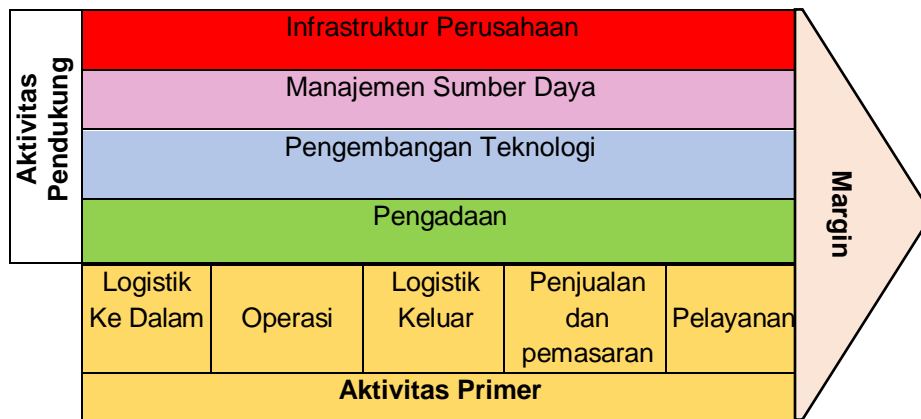 Aktivitas
Pendukung
Infrastruktur Perusahaan
Manajemen Sumber Daya
Pengembangan Teknologi
Pengadaan
Logistik
Ke Dalam
Operasi
Logistik
Keluar
Penjualan
dan
pemasaran
Pelayanan
Aktivitas Primer
Margin